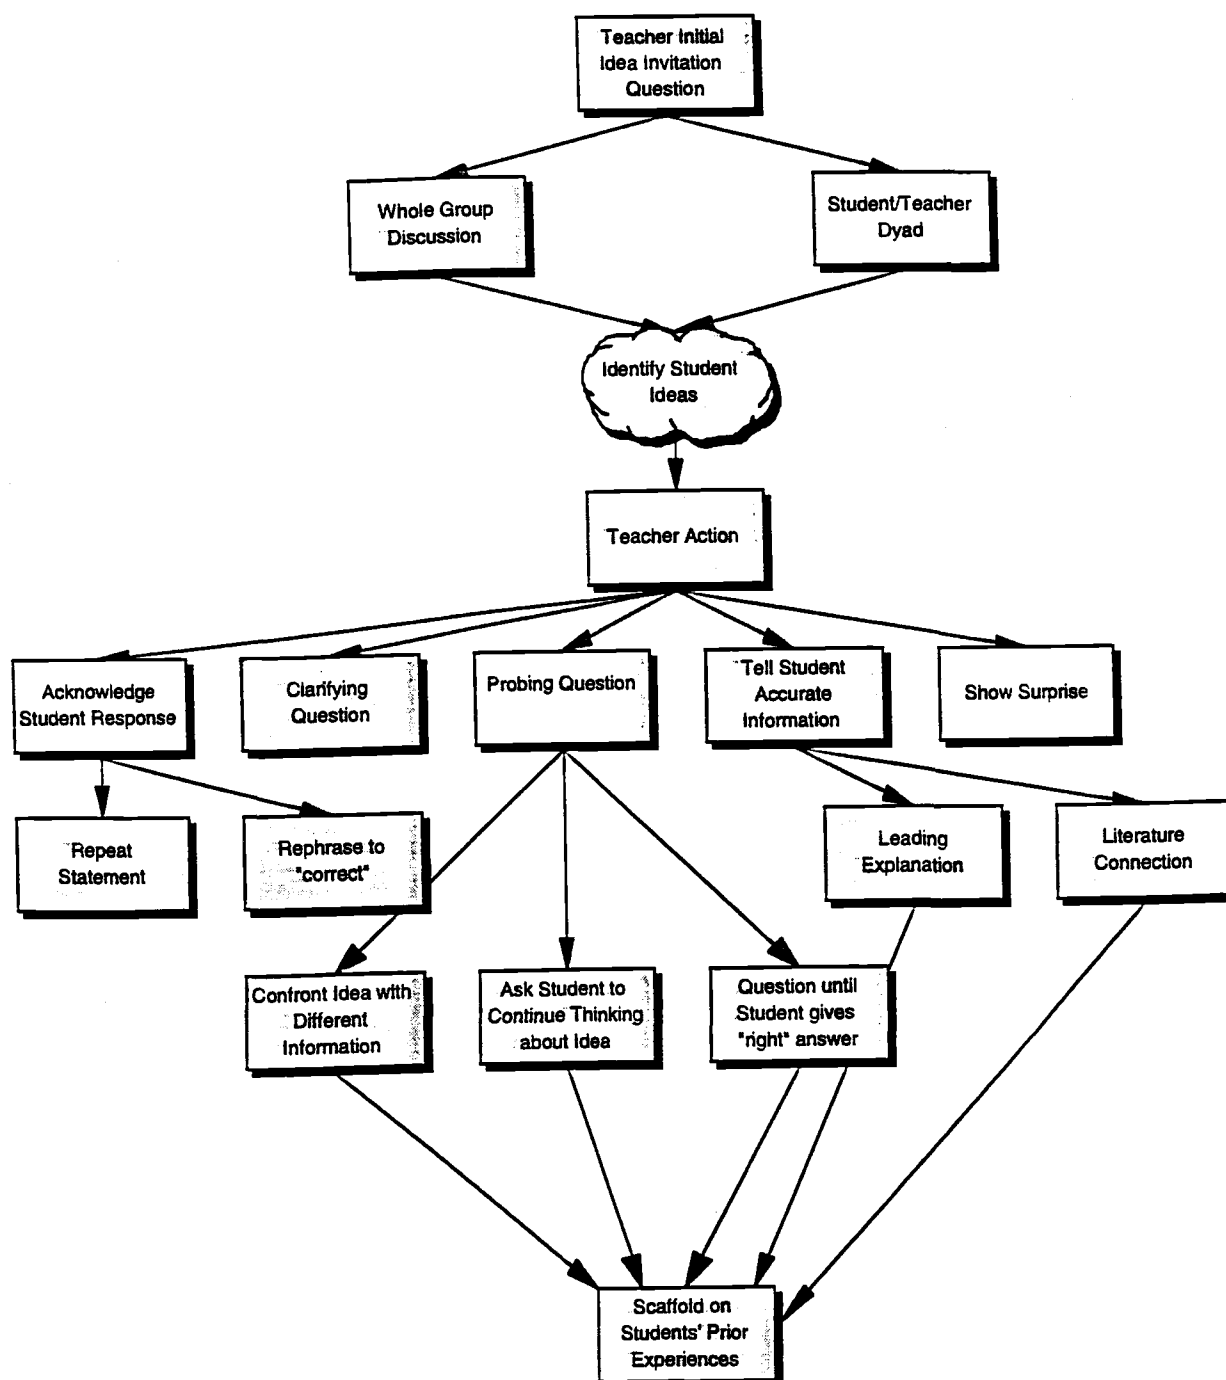 Teacher Initial
Idea Invitation
Question
Whole Group
Discussion
Student/Teacher
Dyad
Identify Student
Ideas
Teacher Action
Acknowledge
Student Response
Clarifying
Question
Probing Question
Tell Student
Accurate
Information
Show Surprise
Repeat
Statement
Rephrase to
"correct"
Leading
Explanation
Literature
Connection
Confront Idea with
Different
Information
Ask Student to
Continue Thinking
about Idea
Question until
Student gives
"right" answer
Scaffold on
Students' Prior
Experiences